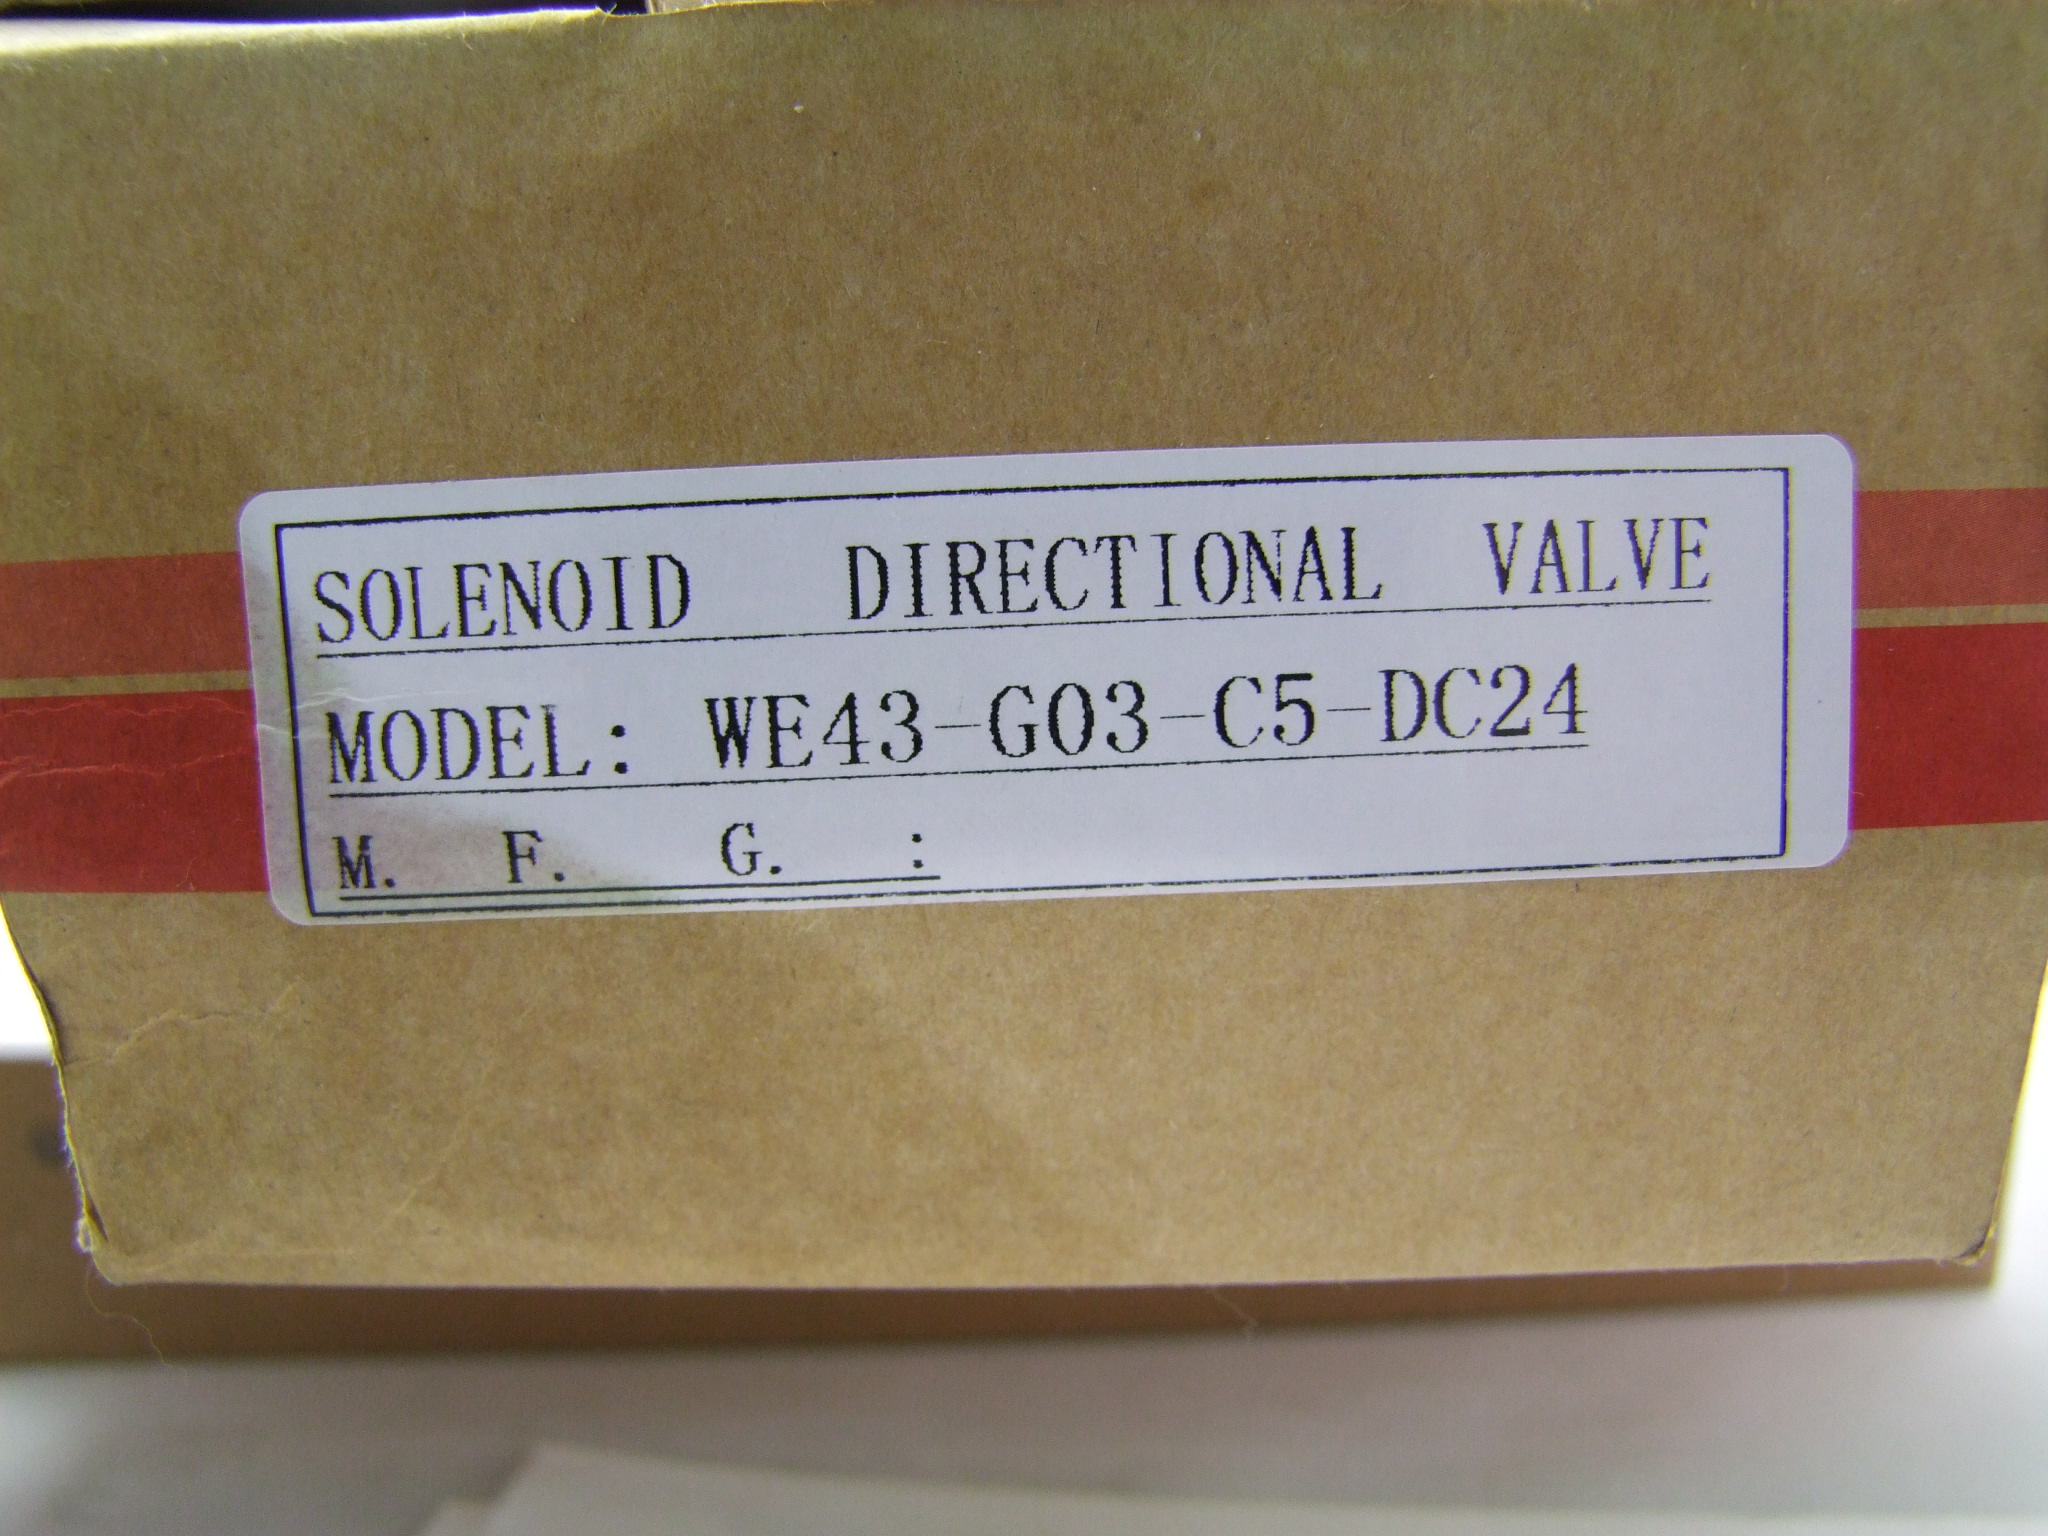 SOLENOID DIRECTIONAL VALVE
MODEL: WE43-G03-C5-DC24
M. F. G. :